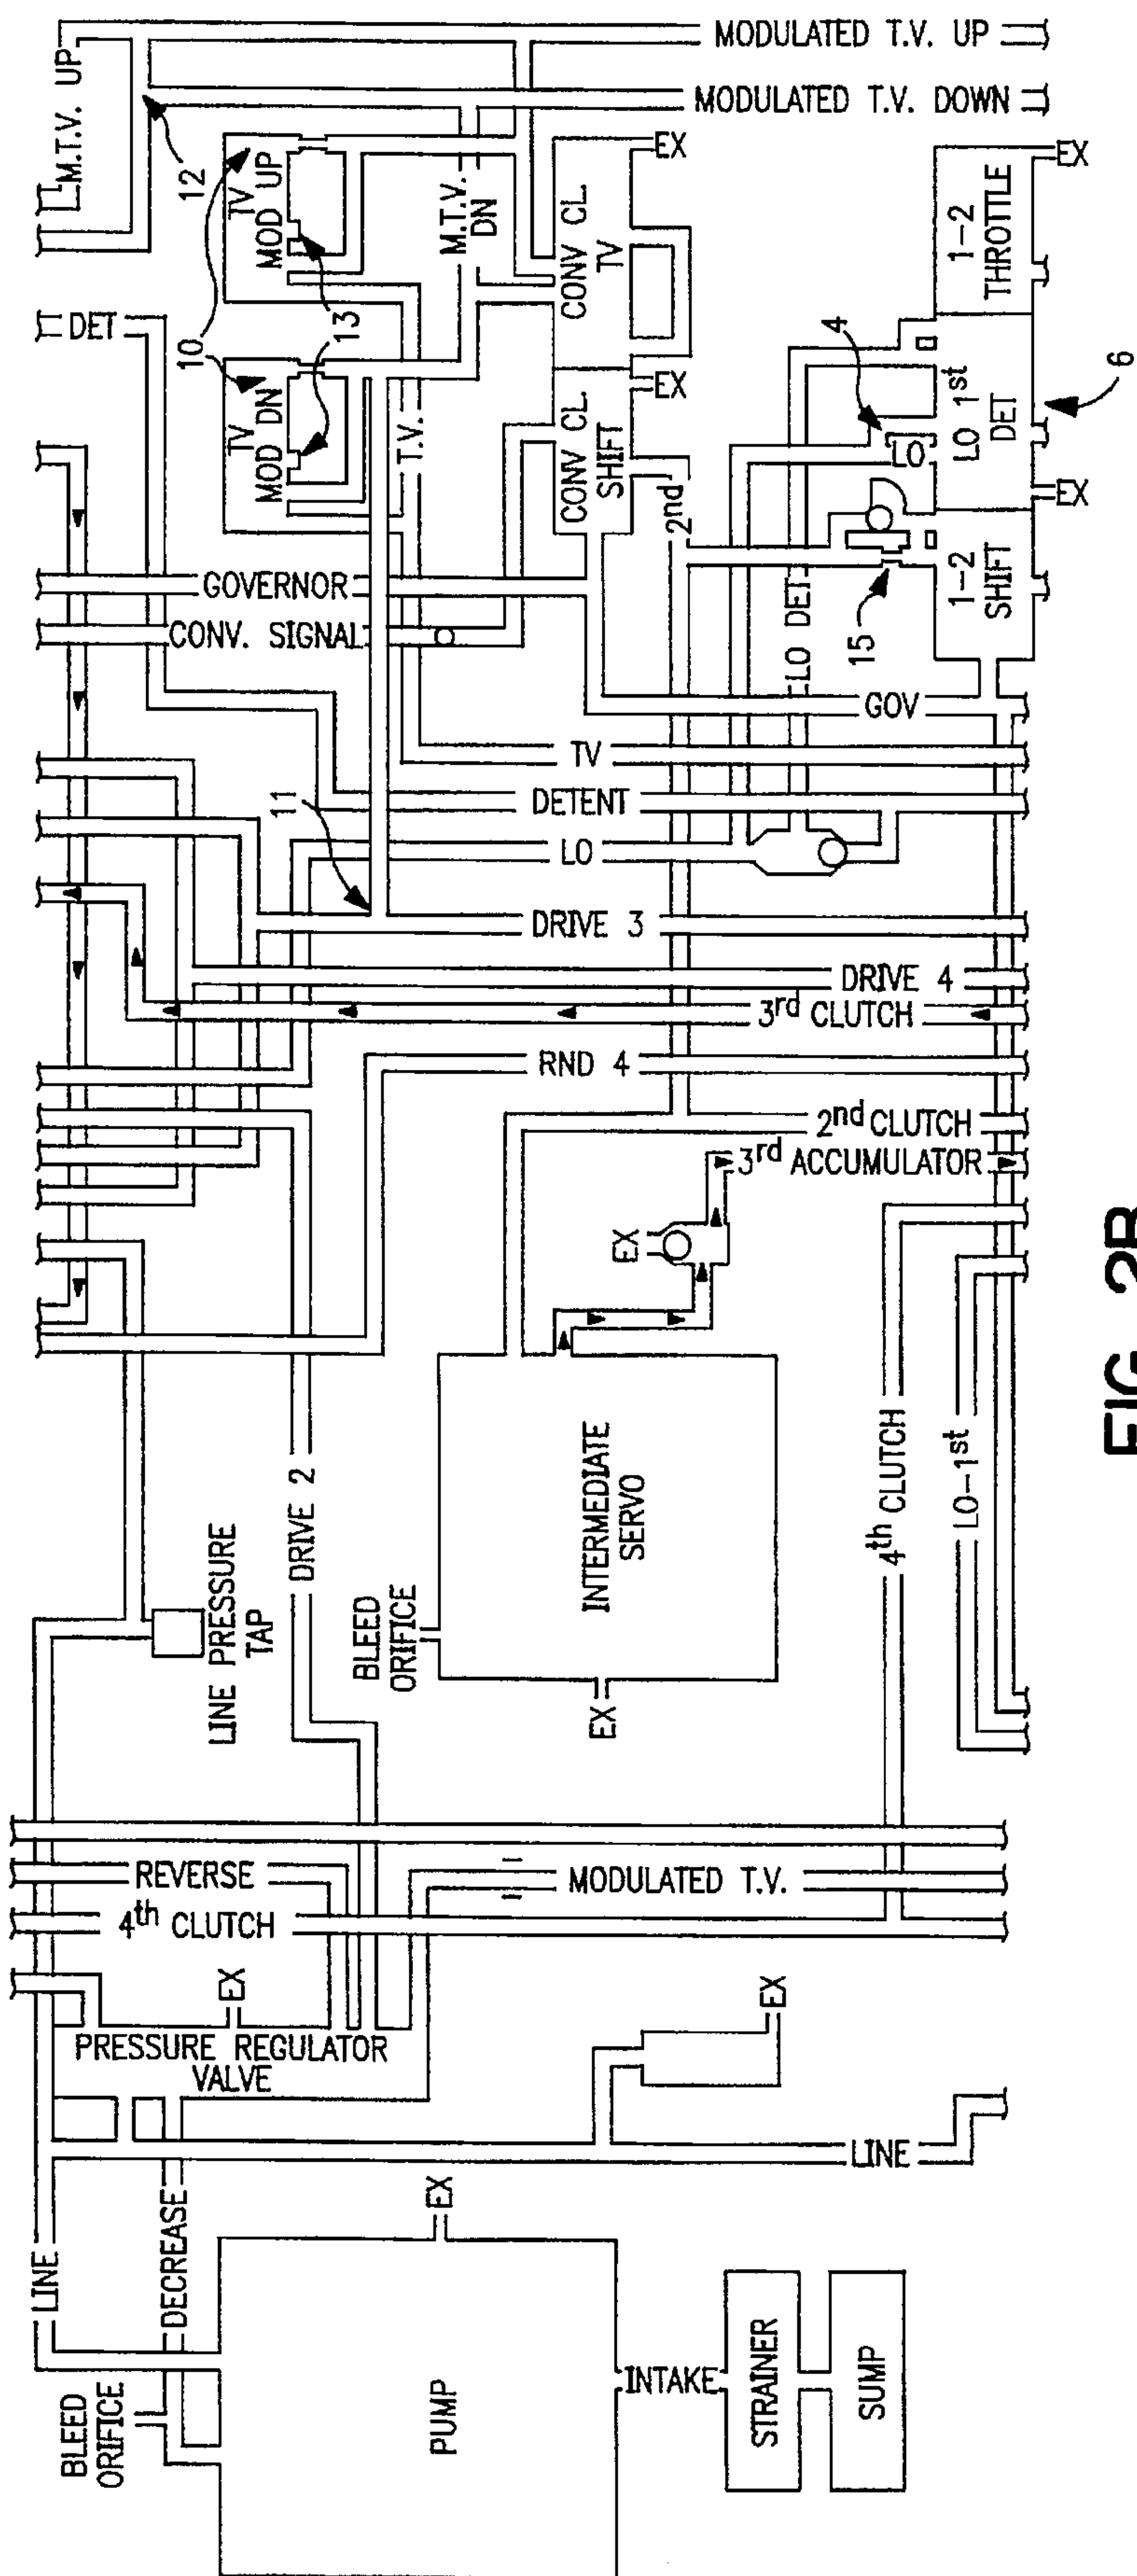 MODULATED T.V. UP
MODULATED T.V. DOWN
M.T.V. UP
12
TV
MOD UP
M.T.V.
DN
EX
CONV CL.
TV
1-2
THROTTLE
EX
DET
10
13
TV
MOD DN
T.V.
EX
CONV CL.
SHIFT
4
LO
LO 1st
DET
6
EX
2nd
1-2
SHIFT
GOVERNOR
CONV. SIGNAL
LO DET
15
GOV
TV
11
DETENT
LO
DRIVE 3
DRIVE 4
3rd CLUTCH
RND 4
2nd CLUTCH
3rd ACCUMULATOR
EX
INTERMEDIATE
SERVO
4th CLUTCH
LO-1st
DRIVE 2
LINE PRESSURE
TAP
BLEED
ORIFICE
EX
REVERSE
MODULATED T.V.
4th CLUTCH
EX
PRESSURE REGULATOR
VALVE
EX
LINE
EX
LINE
DECREASE
BLEED
ORIFICE
PUMP
INTAKE
STRAINER
SUMP
FIG. 2B